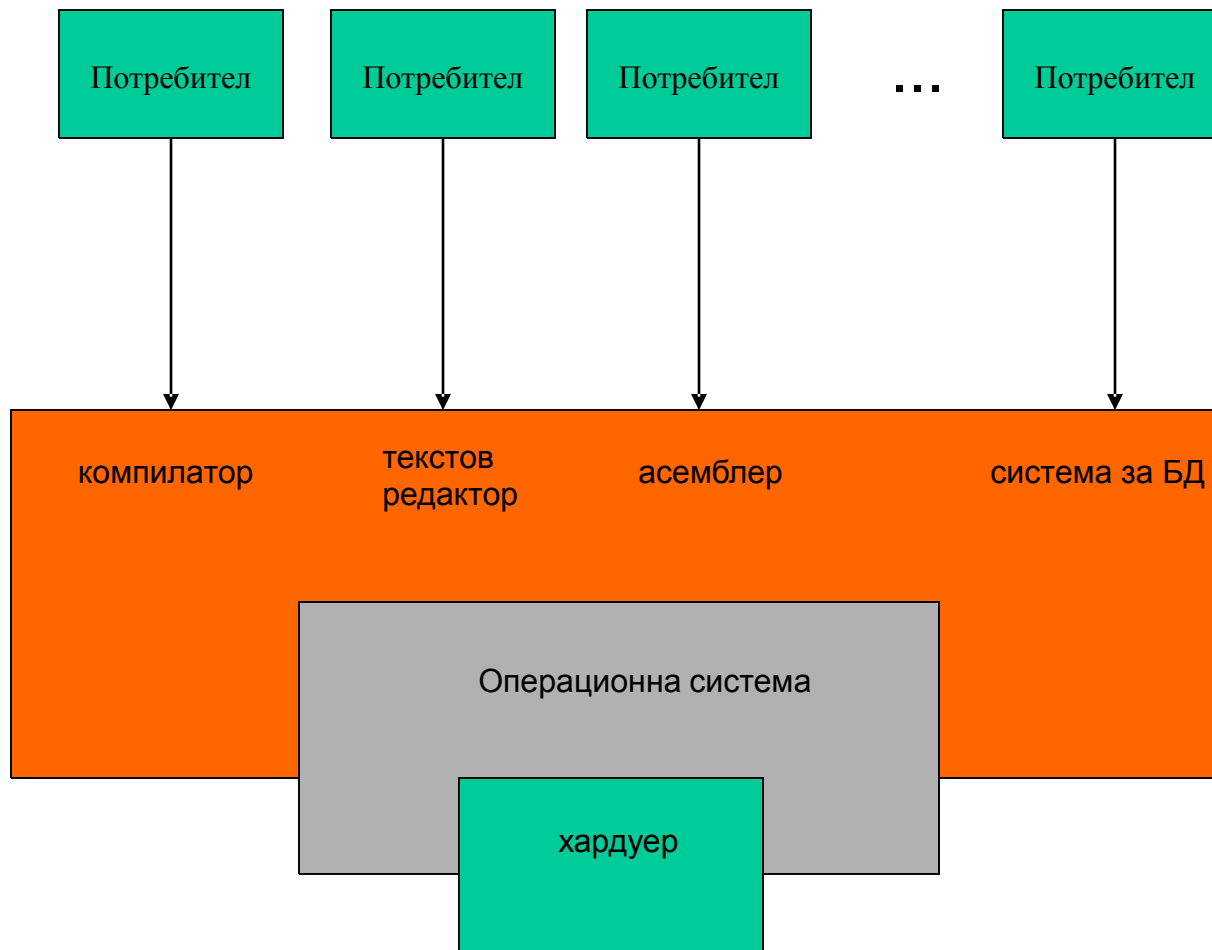 Потребител
Потребител
Потребител
...
Потребител
компилатор
текстов
редактор
асемблер
система за БД
Операционна система
хардуер